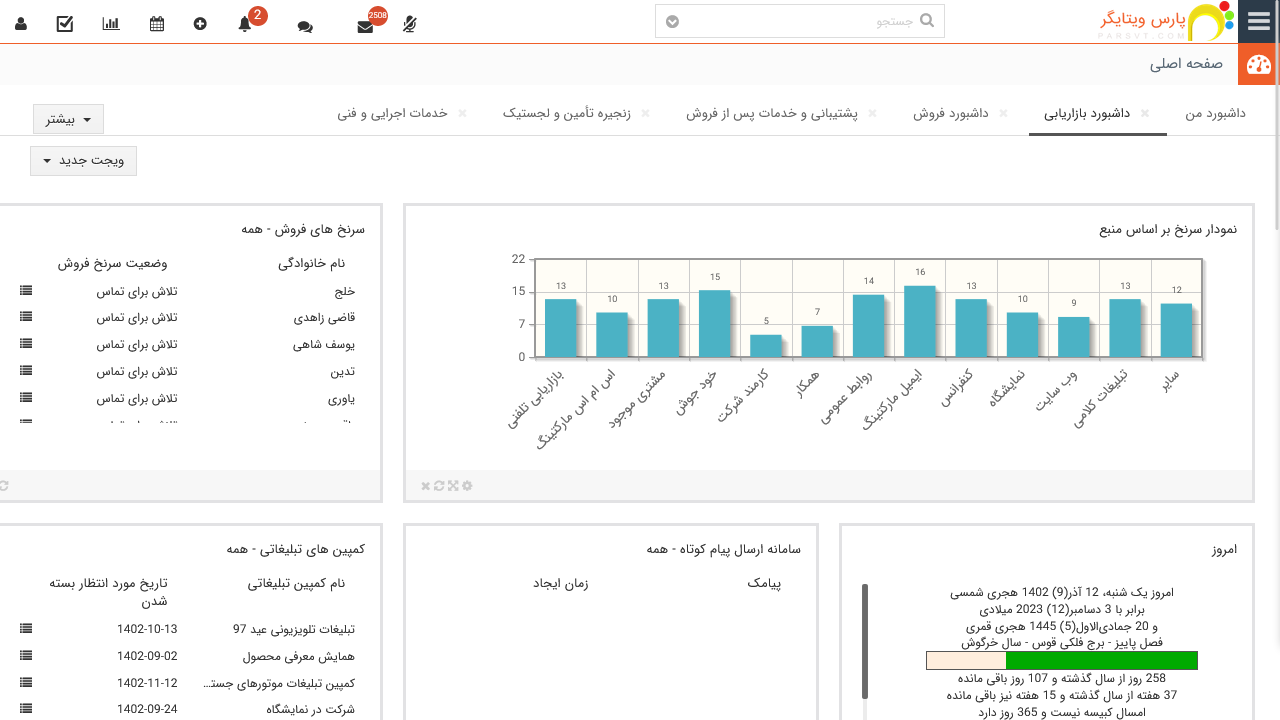 پارس ویتایگر
PARSVT.COM
جستجو
2508
2
صفحه اصلی
داشبورد من
داشبورد بازاریابی
داشبورد فروش
پشتیبانی و خدمات پس از فروش
زنجیره تأمین و لجستیک
خدمات اجرایی و فنی
بیشتر
ویجت جدید
نمودار سرنخ بر اساس منبع
22
15
7
0
13
10
13
15
5
7
14
16
13
10
9
13
12
بازاریابی تلفنی
اس ام اس مارکتینگ
مشتری موجود
خود جوش
کارمند شرکت
همکار
روابط عمومی
ایمیل مارکتینگ
کنفرانس
نمایشگاه
وب سایت
تبلیغات کلامی
سایر
سرنخ های فروش - همه
نام خانوادگی وضعیت سرنخ فروش
خلج تلاش برای تماس
قاضی زاهدی تلاش برای تماس
یوسف شاهی تلاش برای تماس
تدین تلاش برای تماس
یاوری تلاش برای تماس
امروز
امروز یک شنبه، 12 آذر(9) 1402 هجری شمسی
برابر با 3 دسامبر(12) 2023 میلادی
و 20 جمادی‌الاول(5) 1445 هجری قمری
فصل پاییز - برج فلکی قوس - سال خرگوش
258 روز از سال گذشته و 107 روز باقی مانده
37 هفته از سال گذشته و 15 هفته نیز باقی مانده
امسال کبیسه نیست و 365 روز دارد
سامانه ارسال پیام کوتاه - همه
پیامک زمان ایجاد
کمپین های تبلیغاتی - همه
نام کمپین تبلیغاتی تاریخ مورد انتظار بسته
شدن
تبلیغات تلویزیونی عید 97 1402-10-13
همایش معرفی محصول 1402-09-02
کمپین تبلیغات موتورهای جستـ... 1402-11-12
شرکت در نمایشگاه 1402-09-24